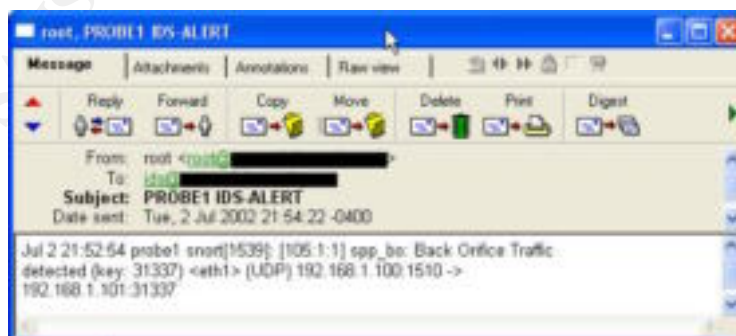 root, PROBE1 IDS-ALERT
Message Attachments Annotations Raw view
Reply Forward Copy Move Delete Print Digest
From: root <root@
To: ids@
Subject: PROBE1 IDS-ALERT
Date sent: Tue, 2 Jul 2002 21:54:22 -0400
Jul 2 21:52:54 probe1 snort[1539]: [105:1:1] spp_bo: Back Orifice Traffic
detected (key: 31337) <eth1> (UDP) 192.168.1.100:1510 ->
192.168.1.101:31337